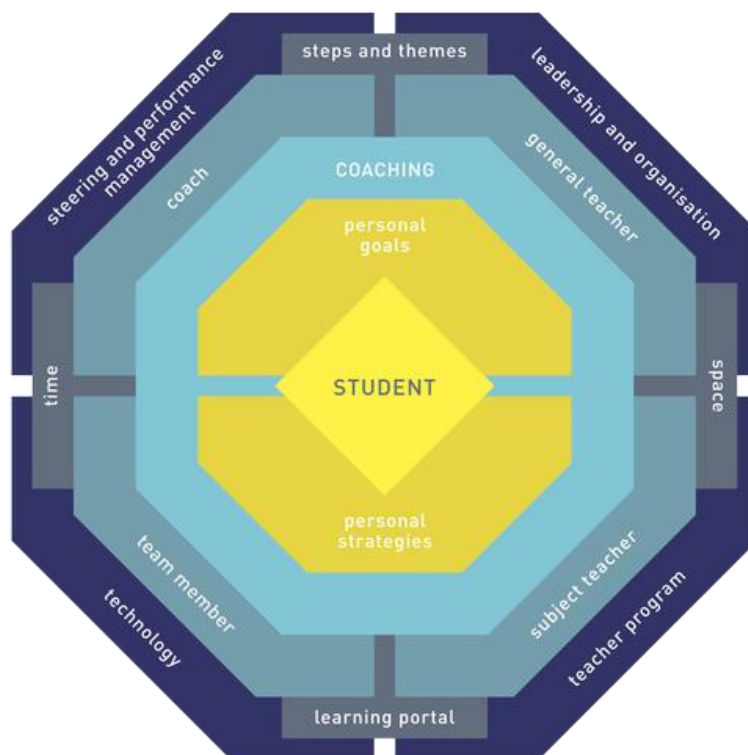 steps and themes
steering and performance
management
leadership and organisation
coach
general teacher
COACHING
personal
goals
time
STUDENT
space
personal
strategies
team member
subject teacher
technology
teacher program
learning portal